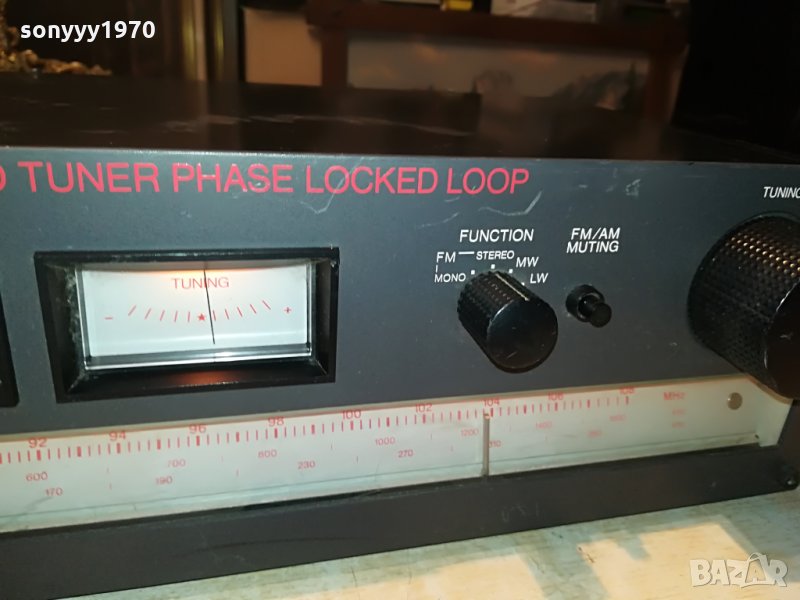 sonyyy1970
TUNER PHASE LOCKED LOOP
TUNING
FUNCTION
FM STEREO MW
MONO LW
FM/AM
MUTING
TUNING
- +
92 94 96 98 100 102 104 106 108 MHz
600 700 800 1000 1200 1400 1600
170 190 230 270
BAZAR